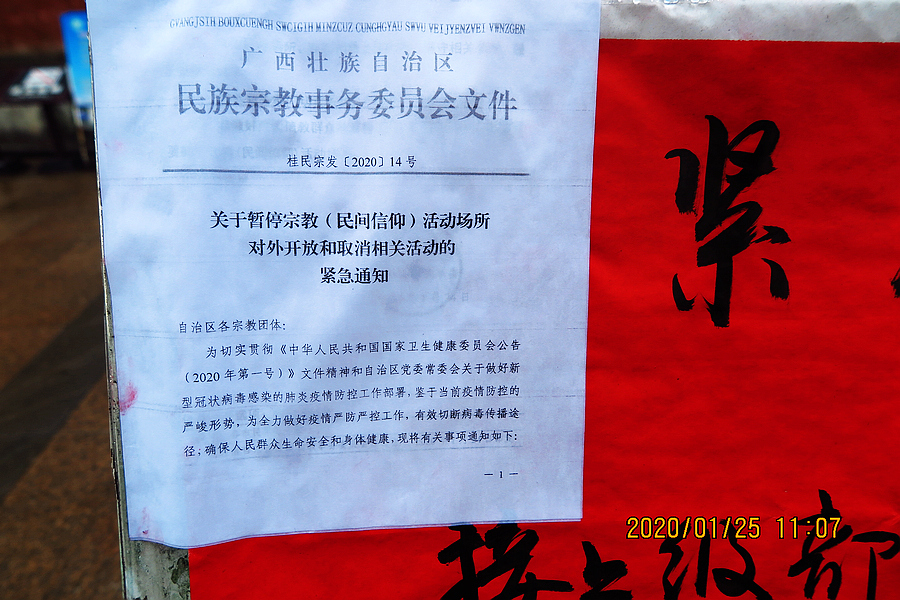 GVANGJSIH BOUXCUENGH SWCIGIH MINZCUZ CUNGHGYAU SWVU VEIJYENZVEI VWNZGEN
广西壮族自治区
民族宗教事务委员会文件
桂民宗发〔2020〕14号
关于暂停宗教（民间信仰）活动场所
对外开放和取消相关活动的
紧急通知
自治区各宗教团体：
为切实贯彻《中华人民共和国国家卫生健康委员会公告
（2020年第一号）》文件精神和自治区党委常委会关于做好新
型冠状病毒感染的肺炎疫情防控工作部署，鉴于当前疫情防控的
严峻形势，为全力做好疫情严防严控工作，有效切断病毒传播途
径；确保人民群众生命安全和身体健康，现将有关事项通知如下：
— 1 —
紧
接上级部
2020/01/25 11:07